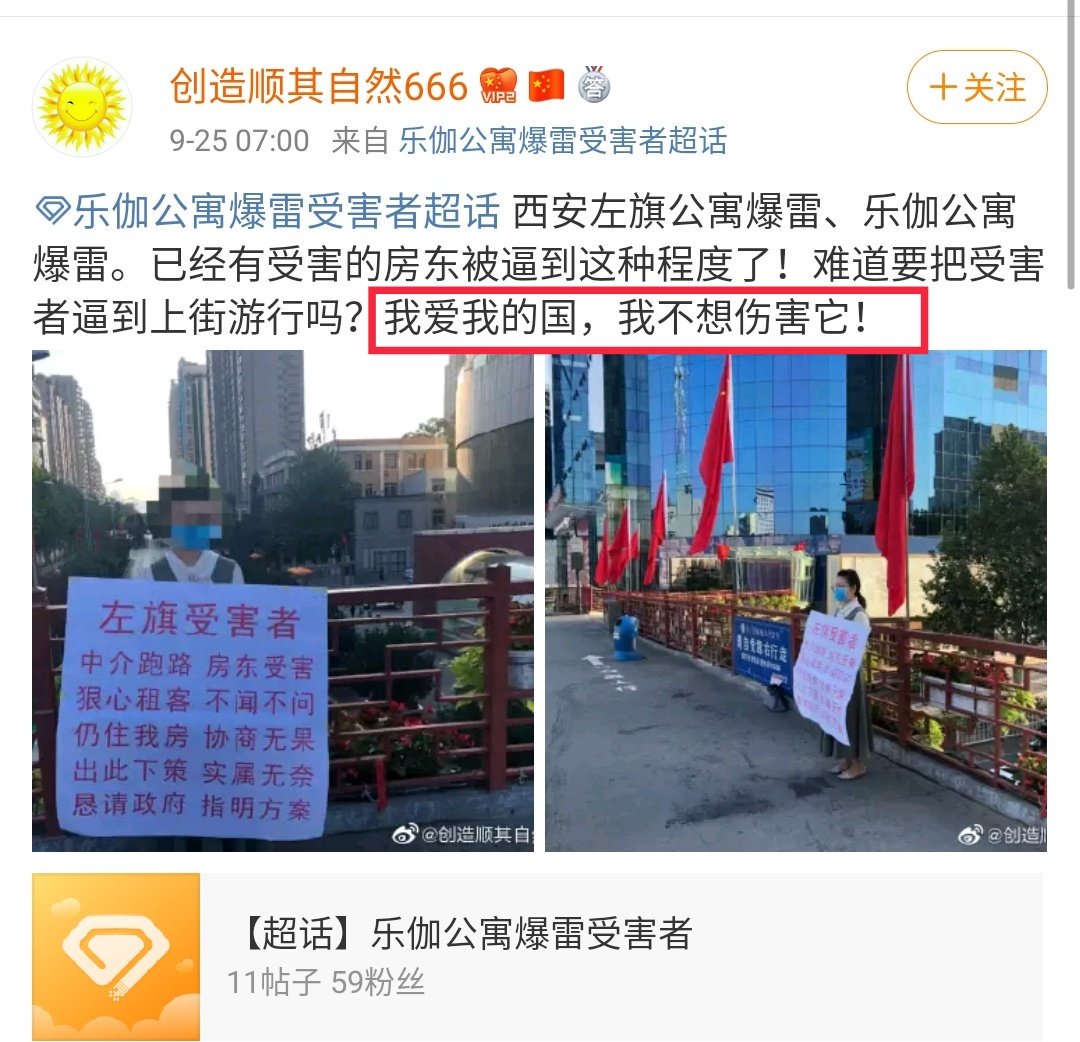 创造顺其自然666 VIP2 答
+关注
9-25 07:00 来自 乐伽公寓爆雷受害者超话
乐伽公寓爆雷受害者超话 西安左旗公寓爆雷、乐伽公寓
爆雷。已经有受害的房东被逼到这种程度了！难道要把受害
者逼到上街游行吗？我爱我的国，我不想伤害它！
左旗受害者
中介跑路 房东受害
狠心租客 不闻不问
仍住我房 协商无果
出此下策 实属无奈
恳请政府 指明方案
@创造顺其自
左旗受害者
靠右行走
@创造顺
【超话】乐伽公寓爆雷受害者
11帖子 59粉丝